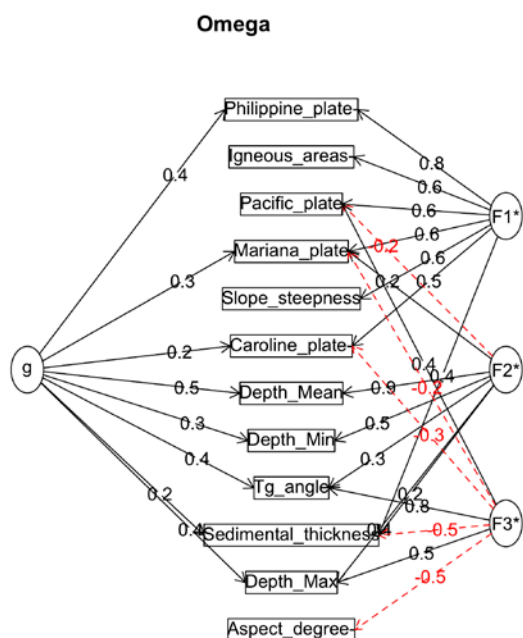 Omega
Philippine_plate
0.4
0.8
Igneous_areas
0.6
Pacific_plate
0.6
F1*
Mariana_plate
0.6
-0.2
0.3
0.2
0.6
0.5
Slope_steepness
Caroline_plate
0.2
0.4
0.4
g
F2*
0.5
Depth_Mean
0.9
-0.2
0.3
Depth_Min
0.5
-0.3
0.4
Tg_angle
0.3
0.2
0.2
0.8
0.4
Sedimental_thickness
-0.5
F3*
Depth_Max
0.5
-0.5
Aspect_degree